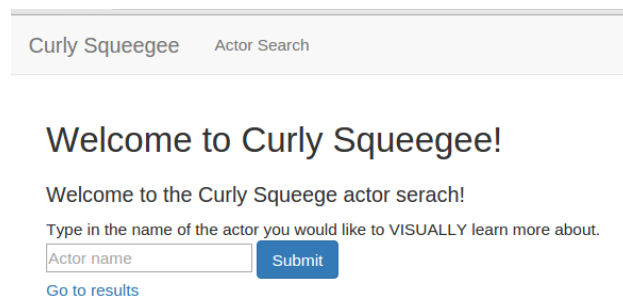 Curly Squeegee Actor Search
Welcome to Curly Squeegee!
Welcome to the Curly Squeege actor serach!
Type in the name of the actor you would like to VISUALLY learn more about.
Actor name Submit
Go to results